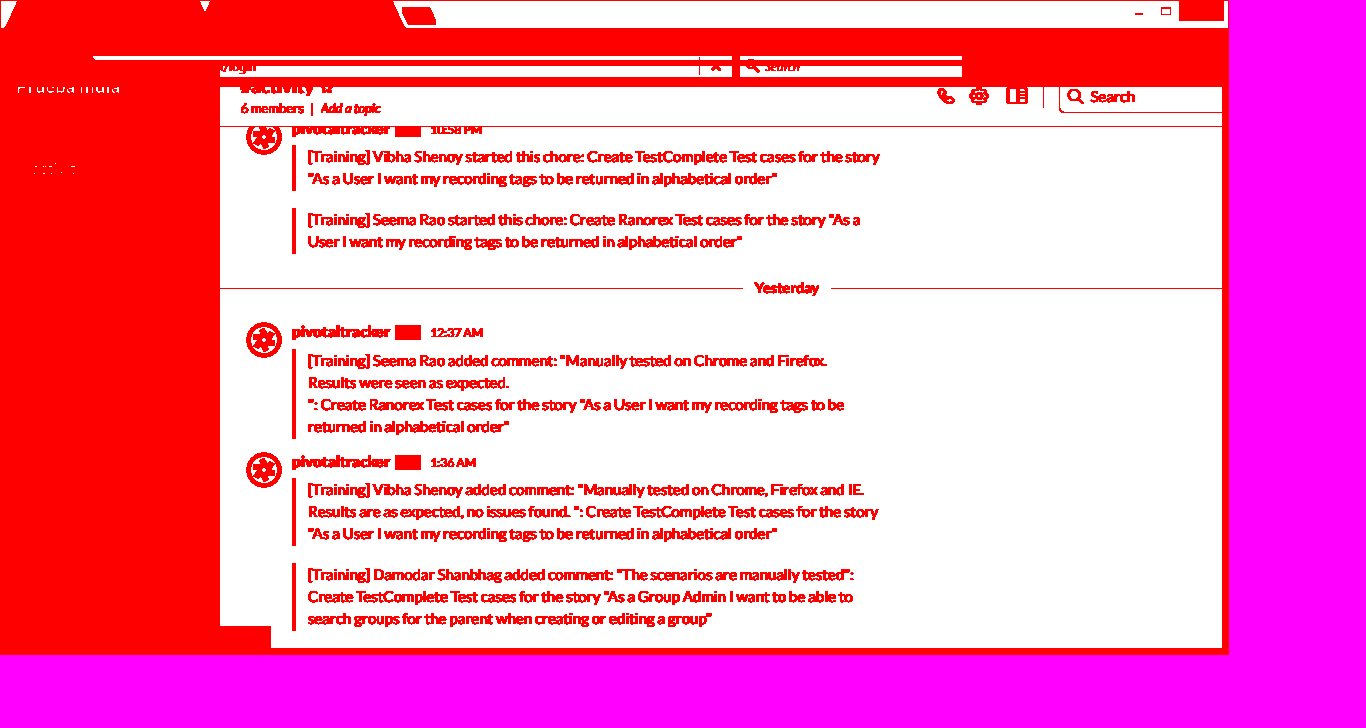 /login
Search
Prueba India
#activity
6 members | Add a topic
Search
pivotaltracker 10:58 PM
[Training] Vibha Shenoy started this chore: Create TestComplete Test cases for the story
"As a User I want my recording tags to be returned in alphabetical order"
[Training] Seema Rao started this chore: Create Ranorex Test cases for the story "As a
User I want my recording tags to be returned in alphabetical order"
Yesterday
pivotaltracker 12:37 AM
[Training] Seema Rao added comment: "Manually tested on Chrome and Firefox.
Results were seen as expected.
": Create Ranorex Test cases for the story "As a User I want my recording tags to be
returned in alphabetical order"
pivotaltracker 1:36 AM
[Training] Vibha Shenoy added comment: "Manually tested on Chrome, Firefox and IE.
Results are as expected, no issues found. ": Create TestComplete Test cases for the story
"As a User I want my recording tags to be returned in alphabetical order"
[Training] Damodar Shanbhag added comment: "The scenarios are manually tested":
Create TestComplete Test cases for the story "As a Group Admin I want to be able to
search groups for the parent when creating or editing a group"